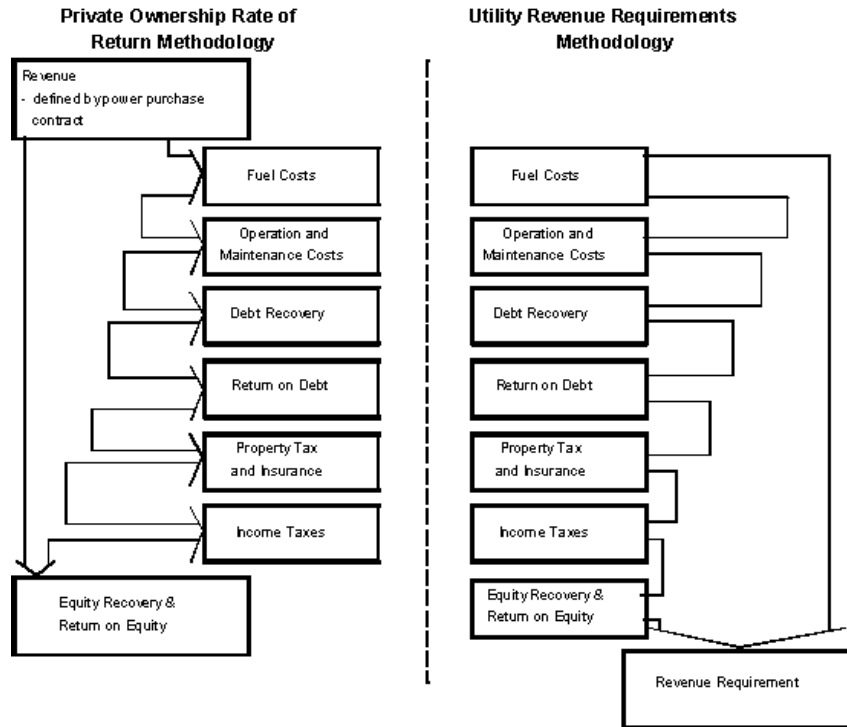 Private Ownership Rate of
Return Methodology
Revenue
- defined by power purchase
contract
Fuel Costs
Operation and
Maintenance Costs
Debt Recovery
Return on Debt
Property Tax
and Insurance
Income Taxes
Equity Recovery &
Return on Equity
Utility Revenue Requirements
Methodology
Fuel Costs
Operation and
Maintenance Costs
Debt Recovery
Return on Debt
Property Tax
and Insurance
Income Taxes
Equity Recovery &
Return on Equity
Revenue Requirement